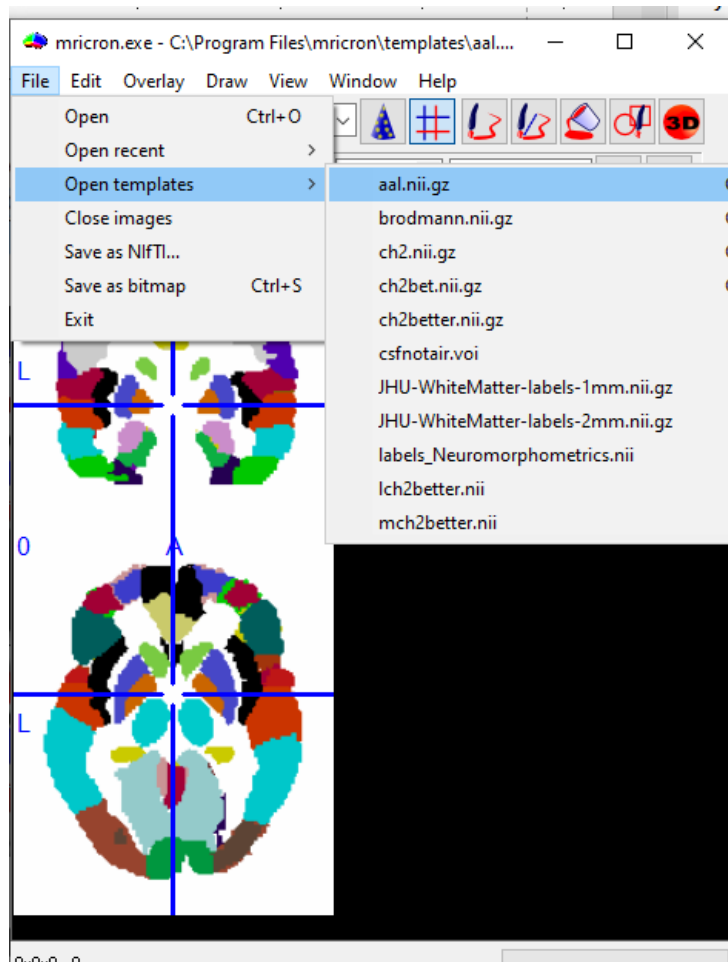 mricron.exe - C:\Program Files\mricron\templates\aal....
File Edit Overlay Draw View Window Help
Open Ctrl+O
3D
Open recent
Open templates
aal.nii.gz
Close images
brodmann.nii.gz
Save as NIfTI...
ch2.nii.gz
Save as bitmap Ctrl+S
ch2bet.nii.gz
Exit
ch2better.nii.gz
csfnotair.voi
L
JHU-WhiteMatter-labels-1mm.nii.gz
JHU-WhiteMatter-labels-2mm.nii.gz
labels_Neuromorphometrics.nii
lch2better.nii
mch2better.nii
0
A
L